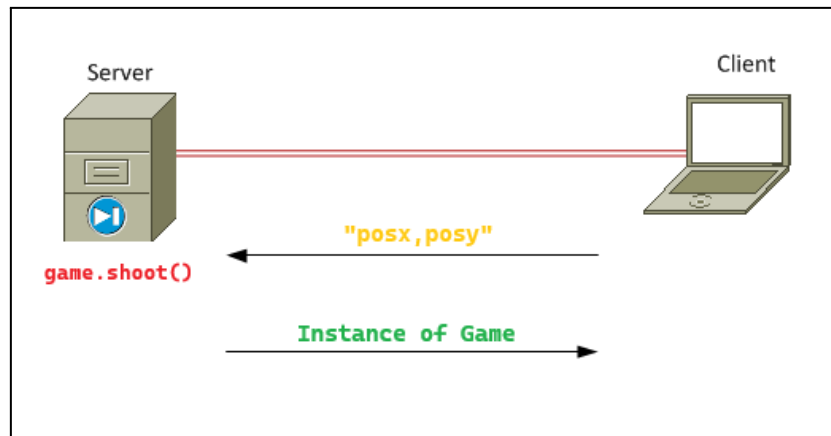 Server
Client
"posx,posy"
game.shoot()
Instance of Game